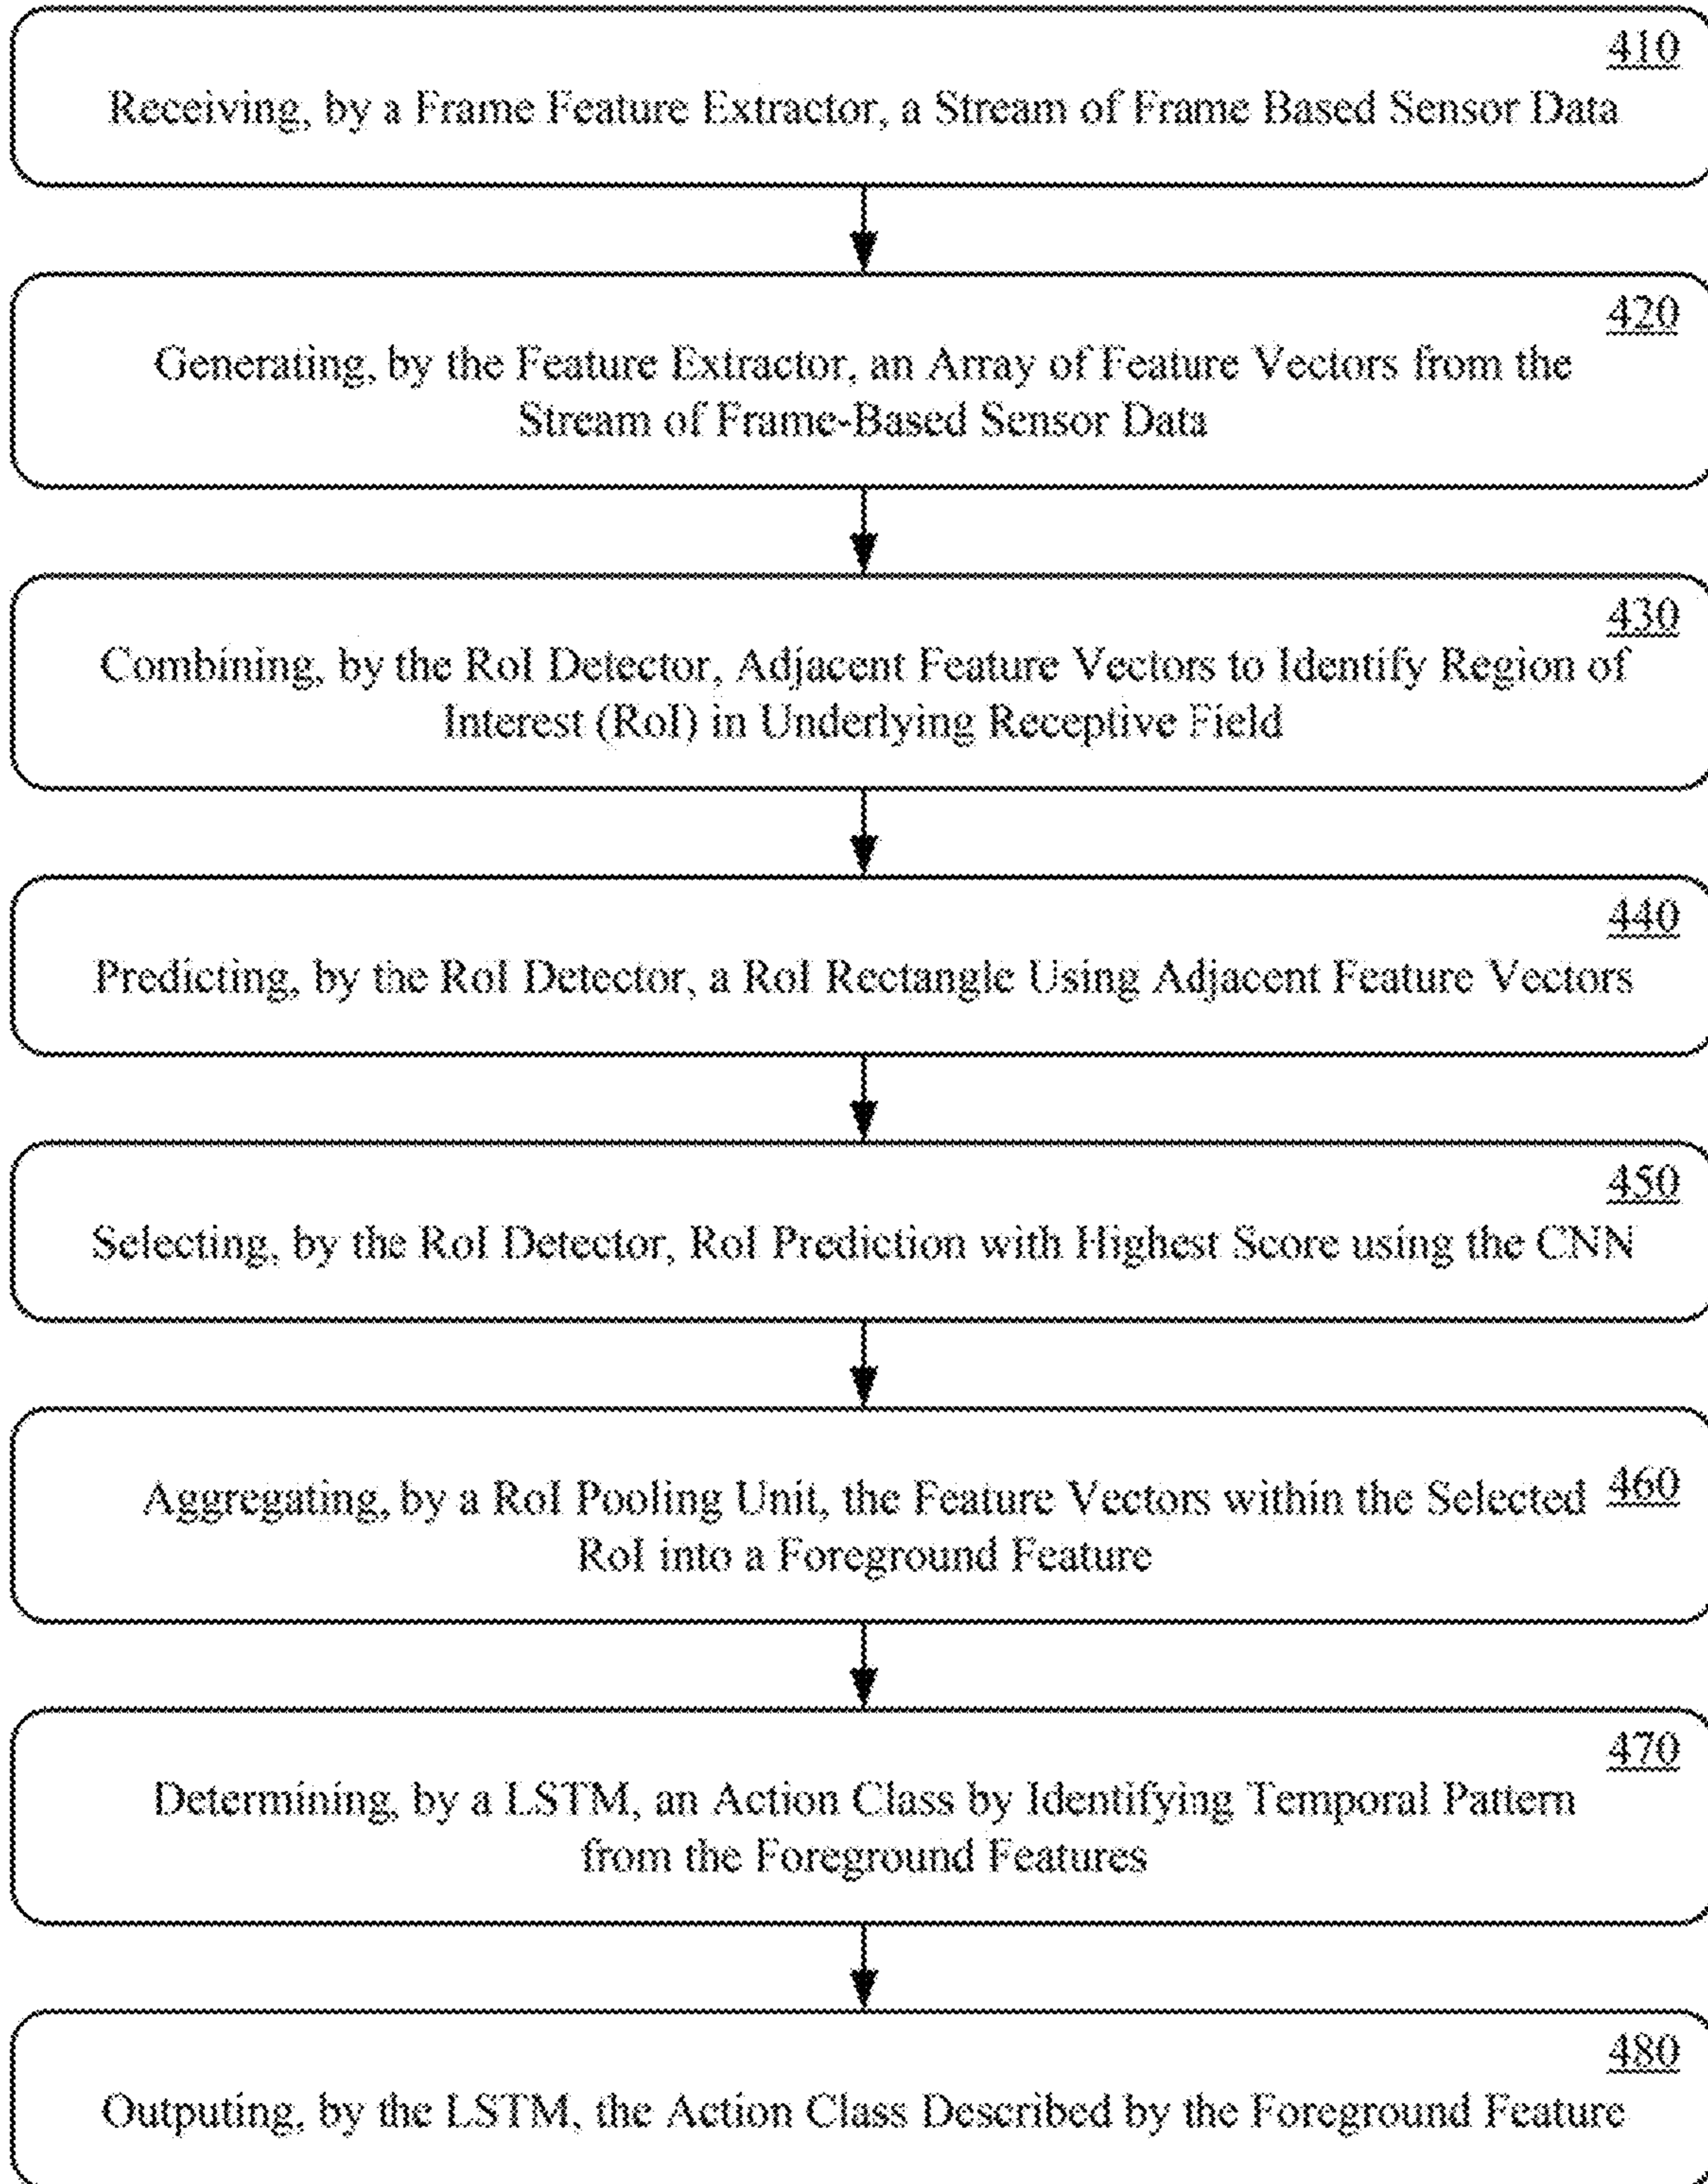 410
Receiving, by a Frame Feature Extractor, a Stream of Frame Based Sensor Data
420
Generating, by the Feature Extractor, an Array of Feature Vectors from the
Stream of Frame-Based Sensor Data
430
Combining, by the RoI Detector, Adjacent Feature Vectors to Identify Region of
Interest (RoI) in Underlying Receptive Field
440
Predicting, by the RoI Detector, a RoI Rectangle Using Adjacent Feature Vectors
450
Selecting, by the RoI Detector, RoI Prediction with Highest Score using the CNN
460
Aggregating, by a RoI Pooling Unit, the Feature Vectors within the Selected
RoI into a Foreground Feature
470
Determining, by a LSTM, an Action Class by Identifying Temporal Pattern
from the Foreground Features
480
Outputing, by the LSTM, the Action Class Described by the Foreground Feature